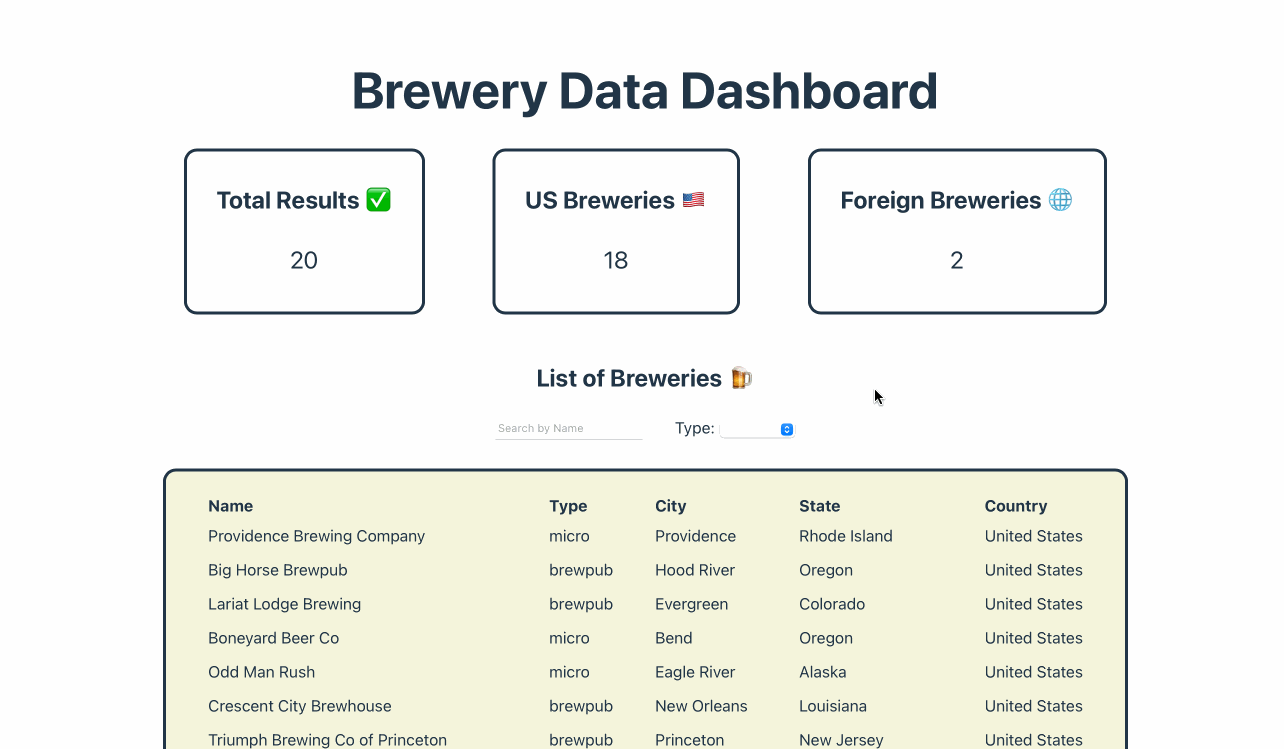 Brewery Data Dashboard
Total Results ✅ US Breweries 🇺🇸 Foreign Breweries 🌐
20 18 2
List of Breweries 🍺
Search by Name Type:
Name Type City State Country
Providence Brewing Company micro Providence Rhode Island United States
Big Horse Brewpub brewpub Hood River Oregon United States
Lariat Lodge Brewing brewpub Evergreen Colorado United States
Boneyard Beer Co micro Bend Oregon United States
Odd Man Rush micro Eagle River Alaska United States
Crescent City Brewhouse brewpub New Orleans Louisiana United States
Triumph Brewing Co of Princeton brewpub Princeton New Jersey United States